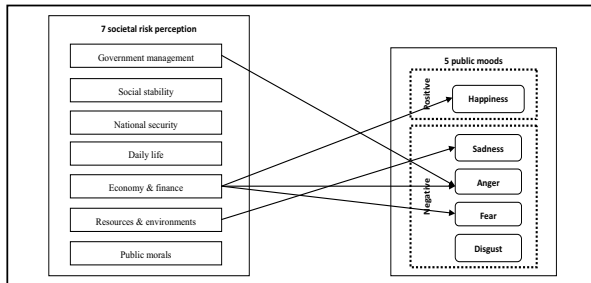 7 societal risk perception
Government management
Social stability
National security
Daily life
Economy & finance
Resources & environments
Public morals
5 public moods
Positive
Happiness
Negative
Sadness
Anger
Fear
Disgust